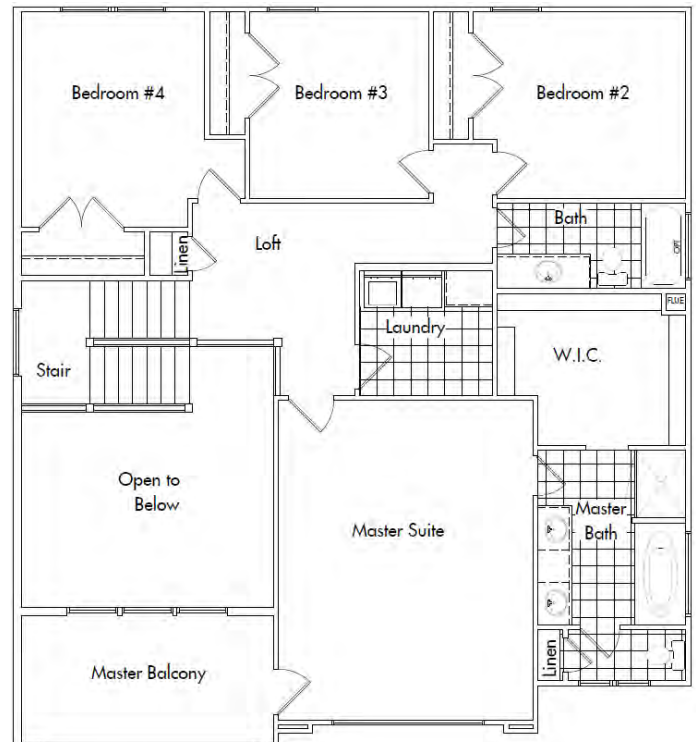 Bedroom #4
Bedroom #3
Bedroom #2
Bath
OPT
Linen
Loft
FLUE
Laundry
W.I.C.
Stair
Open to
Below
Master Suite
Master
Bath
Master Balcony
Linen